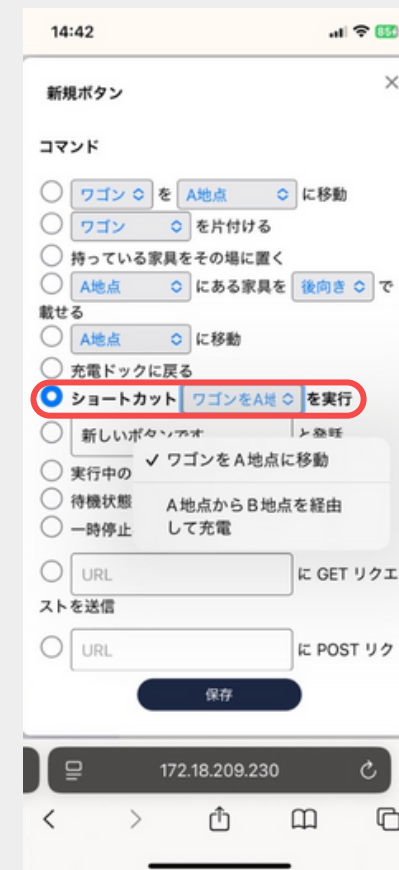 14:42
85
新規ボタン
コマンド
ワゴン を A地点 に移動
ワゴン を片付ける
持っている家具をその場に置く
A地点 にある家具を 後向き で
載せる
A地点 に移動
充電ドックに戻る
ショートカット ワゴンをA地 を実行
新しいボタンです と発話
✓ ワゴンをA地点に移動
実行中の
待機状態
A地点からB地点を経由
して充電
一時停止
URL に GET リクエ
ストを送信
URL に POST リク
保存
172.18.209.230